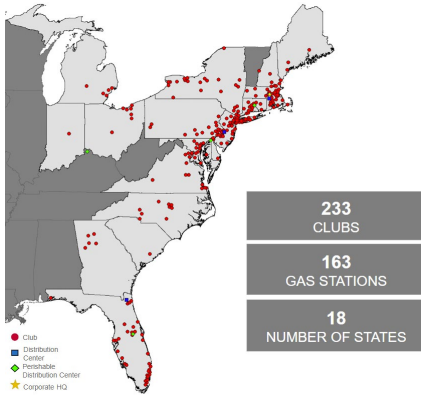 233
CLUBS
163
GAS STATIONS
18
NUMBER OF STATES
Club
Distribution
Center
Perishable
Distribution Center
Corporate HQ